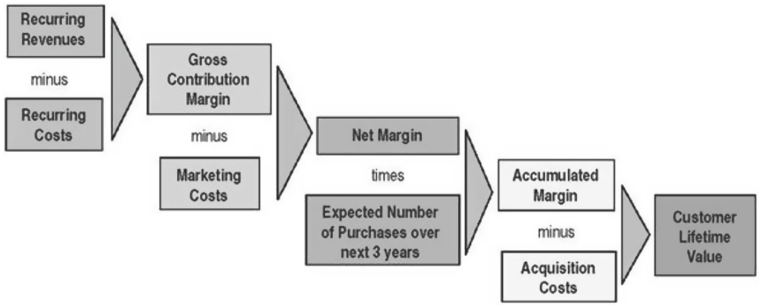 Recurring
Revenues
minus
Recurring
Costs
Gross
Contribution
Margin
minus
Marketing
Costs
Net Margin
times
Expected Number
of Purchases over
next 3 years
Accumulated
Margin
minus
Acquisition
Costs
Customer
Lifetime
Value